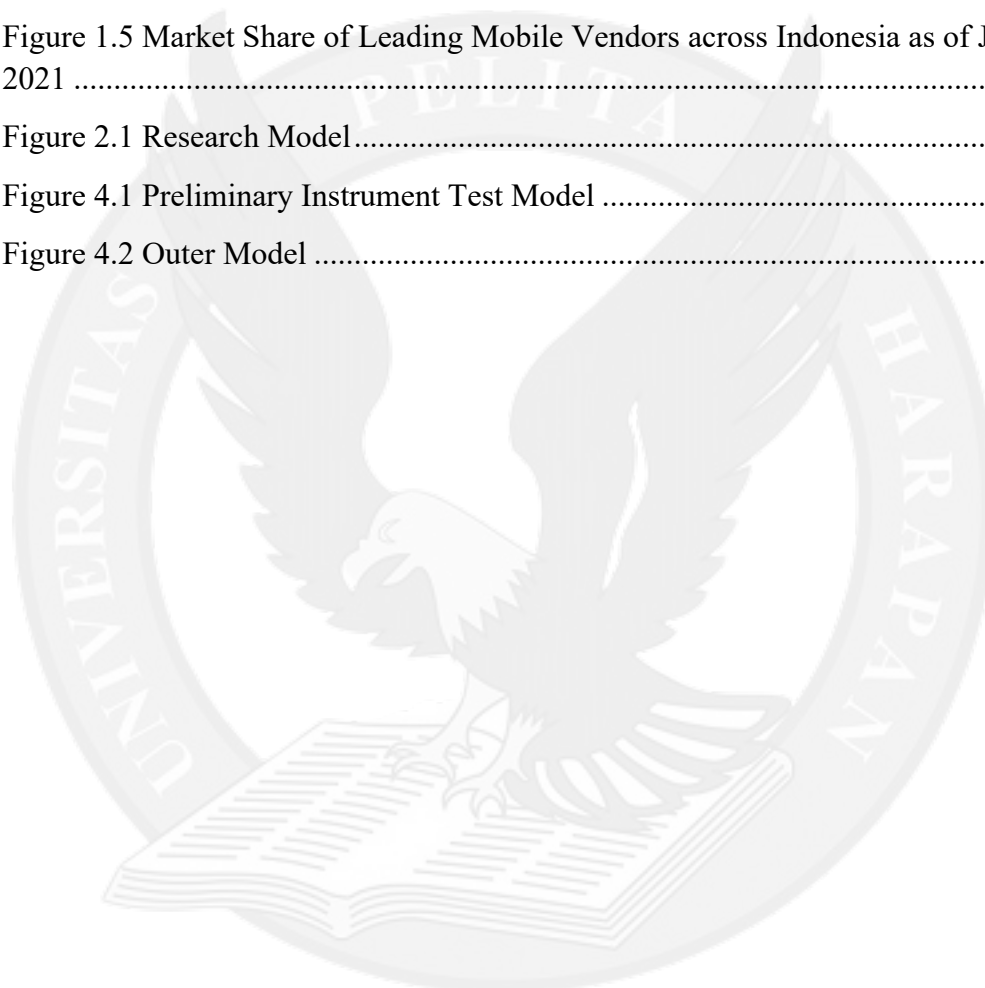 Figure 1.5 Market Share of Leading Mobile Vendors across Indonesia as of J
2021 ........................................................................................................................
Figure 2.1 Research Model................................................................................
Figure 4.1 Preliminary Instrument Test Model ................................................
Figure 4.2 Outer Model .....................................................................................
UNIVERSITAS PELITA HARAPAN